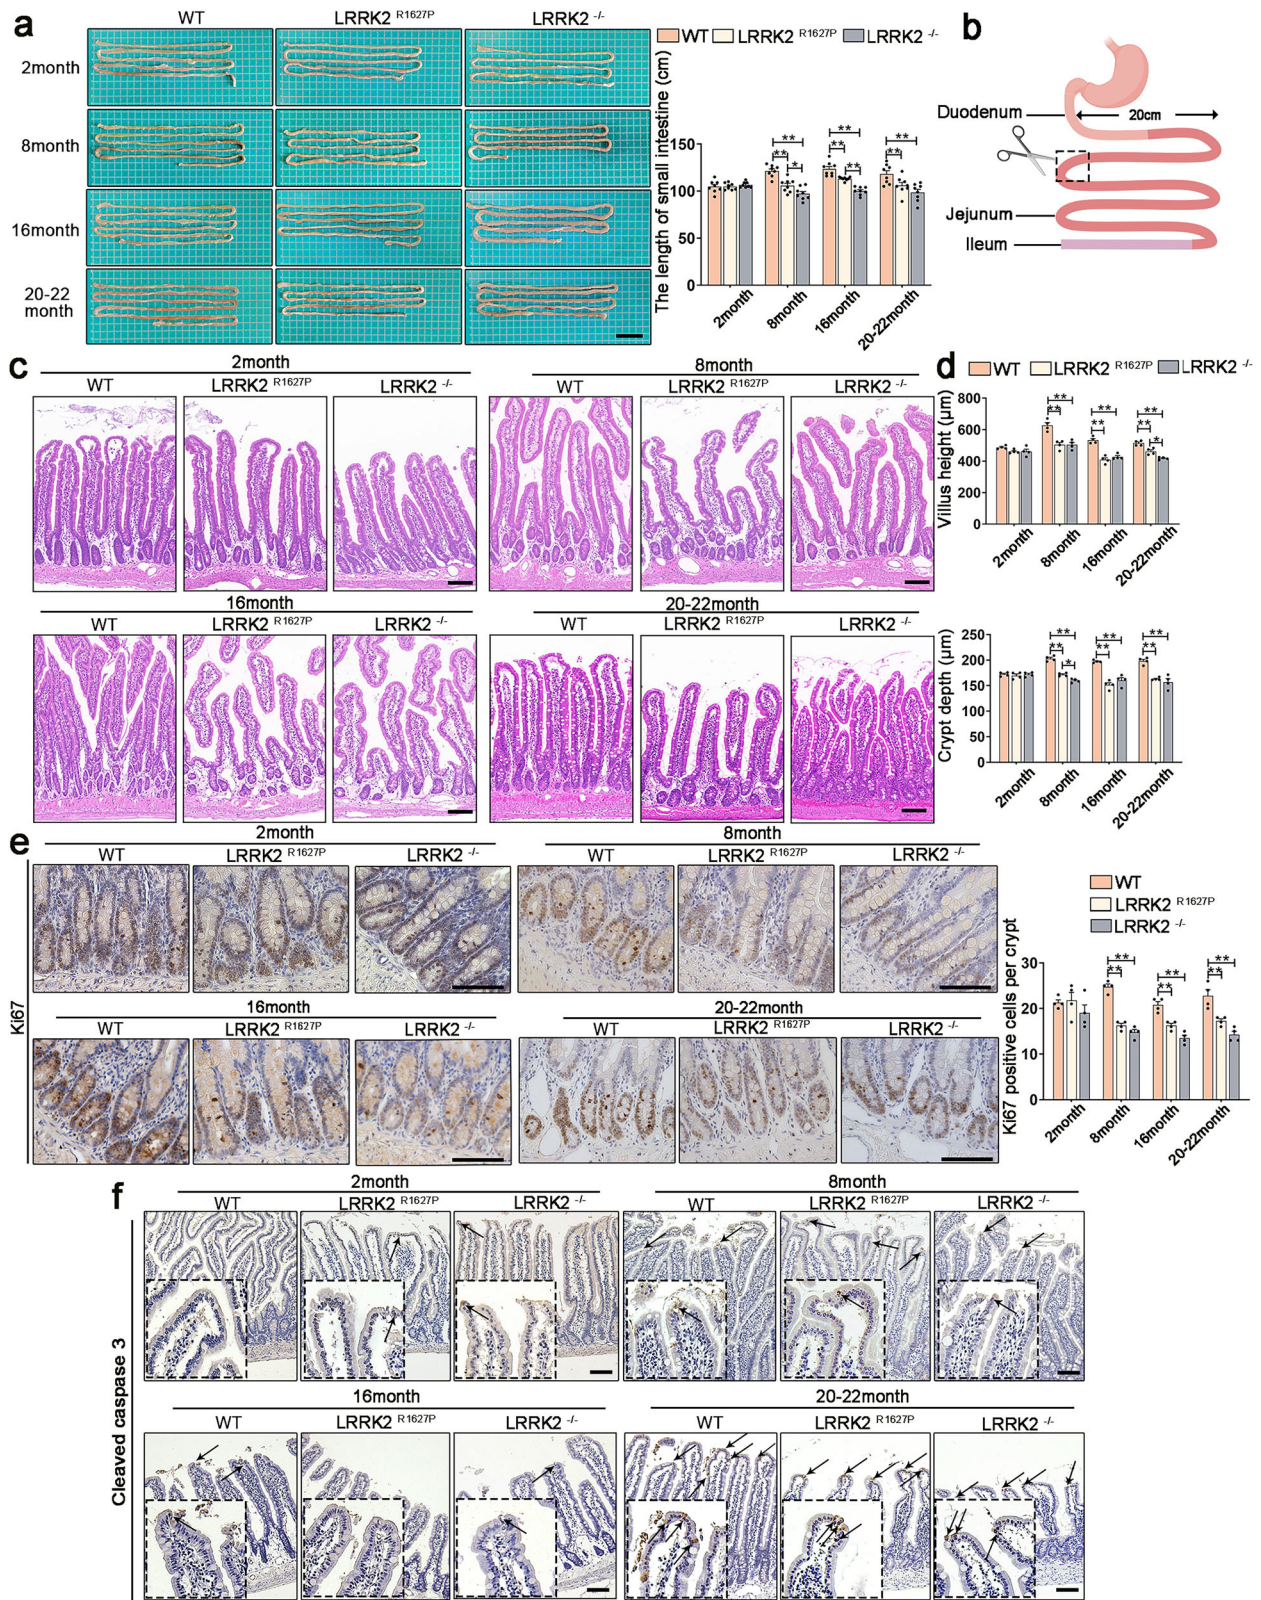 a
WT
LRRK2 R1627P
LRRK2 -/-
2month
8month
16month
20-22
month
WT LRRK2 R1627P LRRK2 -/-
The length of small intestine (cm)
150
100
50
0
** ** *
** ** **
** **
2month
8month
16month
20-22month
b
Duodenum
20cm
Jejunum
Ileum
c
2month
8month
WT
LRRK2 R1627P
LRRK2 -/-
WT
LRRK2 R1627P
LRRK2 -/-
16month
20-22month
WT
LRRK2 R1627P
LRRK2 -/-
WT
LRRK2 R1627P
LRRK2 -/-
d
WT LRRK2 R1627P LRRK2 -/-
Villus height (µm)
800
600
400
200
0
** **
** **
** ** *
2month
8month
16month
20-22month
Crypt depth (µm)
250
200
150
100
50
0
** ** *
** **
** **
2month
8month
16month
20-22month
e
Ki67
2month
8month
WT
LRRK2 R1627P
LRRK2 -/-
WT
LRRK2 R1627P
LRRK2 -/-
16month
20-22month
WT
LRRK2 R1627P
LRRK2 -/-
WT
LRRK2 R1627P
LRRK2 -/-
WT
LRRK2 R1627P
LRRK2 -/-
Ki67 positive cells per crypt
30
20
10
0
** **
** **
** **
2month
8month
16month
20-22month
f
Cleaved caspase 3
2month
8month
WT
LRRK2 R1627P
LRRK2 -/-
WT
LRRK2 R1627P
LRRK2 -/-
16month
20-22month
WT
LRRK2 R1627P
LRRK2 -/-
WT
LRRK2 R1627P
LRRK2 -/-